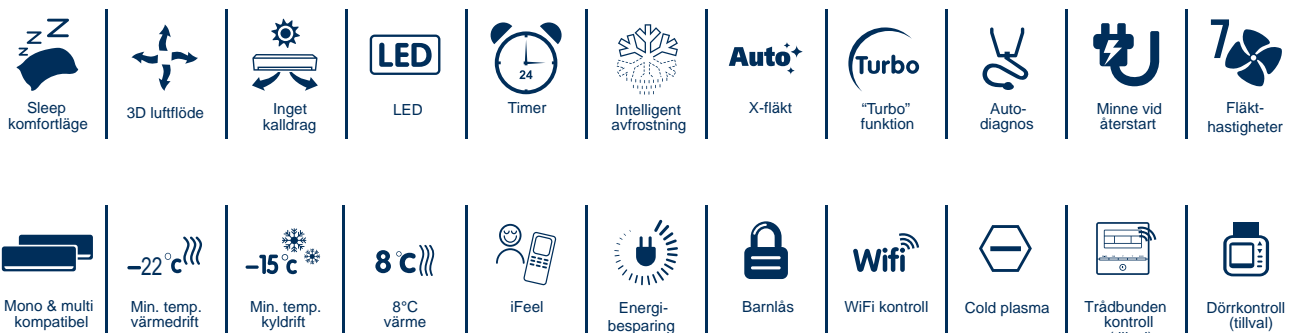 Z Z Z
LED
24
Auto
Turbo
7
Sleep
komfortläge
3D luftflöde
Inget
kalldrag
LED
Timer
Intelligent
avfrostning
X-fläkt
“Turbo”
funktion
Auto-
diagnos
Minne vid
återstart
Fläkt-
hastigheter
–22°c
–15°c
8°C
Wifi
Mono & multi
kompatibel
Min. temp.
värmedrift
Min. temp.
kyldrift
8°C
värme
iFeel
Energi-
besparing
Barnlås
WiFi kontroll
Cold plasma
Trådbunden
kontroll
Dörrkontroll
(tillval)